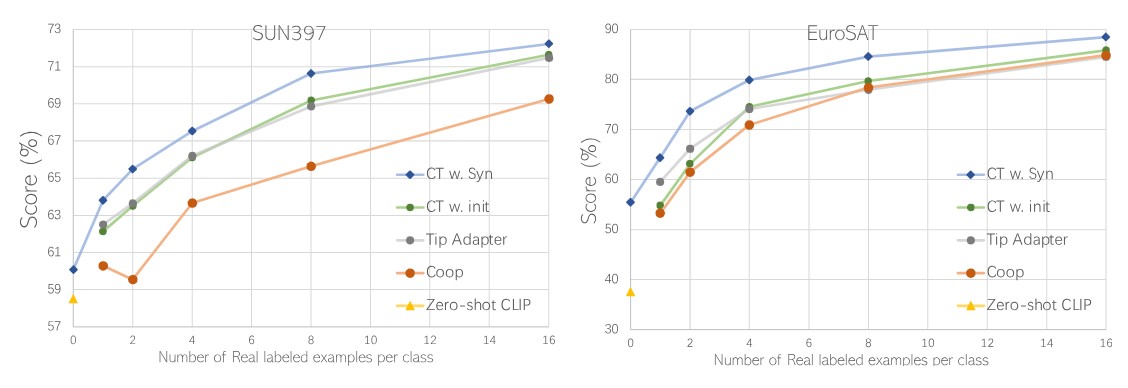 SUN397
73
71
69
67
65
63
61
59
57
Score (%)
0 2 4 6 8 10 12 14 16
Number of Real labeled examples per class
CT w. Syn
CT w. init
Tip Adapter
Coop
Zero-shot CLIP
EuroSAT
90
80
70
60
50
40
30
Score (%)
0 2 4 6 8 10 12 14 16
Number of Real labeled examples per class
CT w. Syn
CT w. init
Tip Adapter
Coop
Zero-shot CLIP